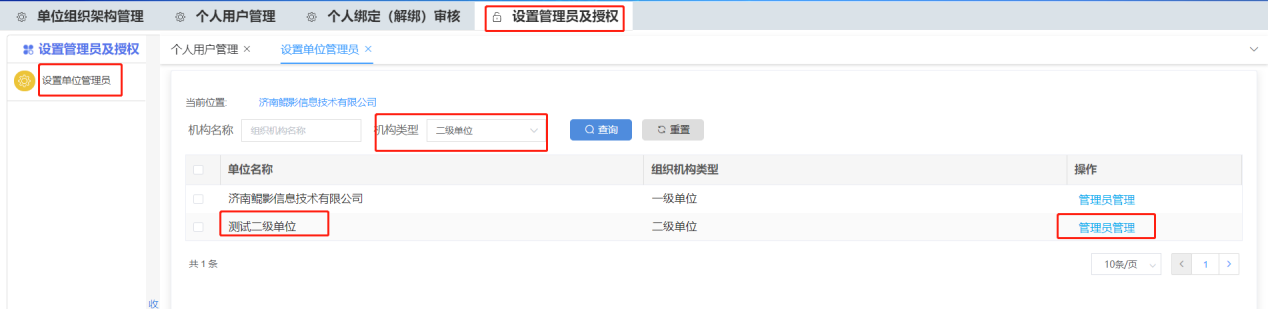 单位组织架构管理 个人用户管理 个人绑定（解绑）审核 设置管理员及授权
设置管理员及授权 个人用户管理 × 设置单位管理员 ×
设置单位管理员
当前位置: 济南鲲影信息技术有限公司
机构名称 组织机构名称 机构类型 二级单位 查询 重置
单位名称 组织机构类型 操作
济南鲲影信息技术有限公司 一级单位 管理员管理
测试二级单位 二级单位 管理员管理
共 1 条 10条/页 < 1 >
收